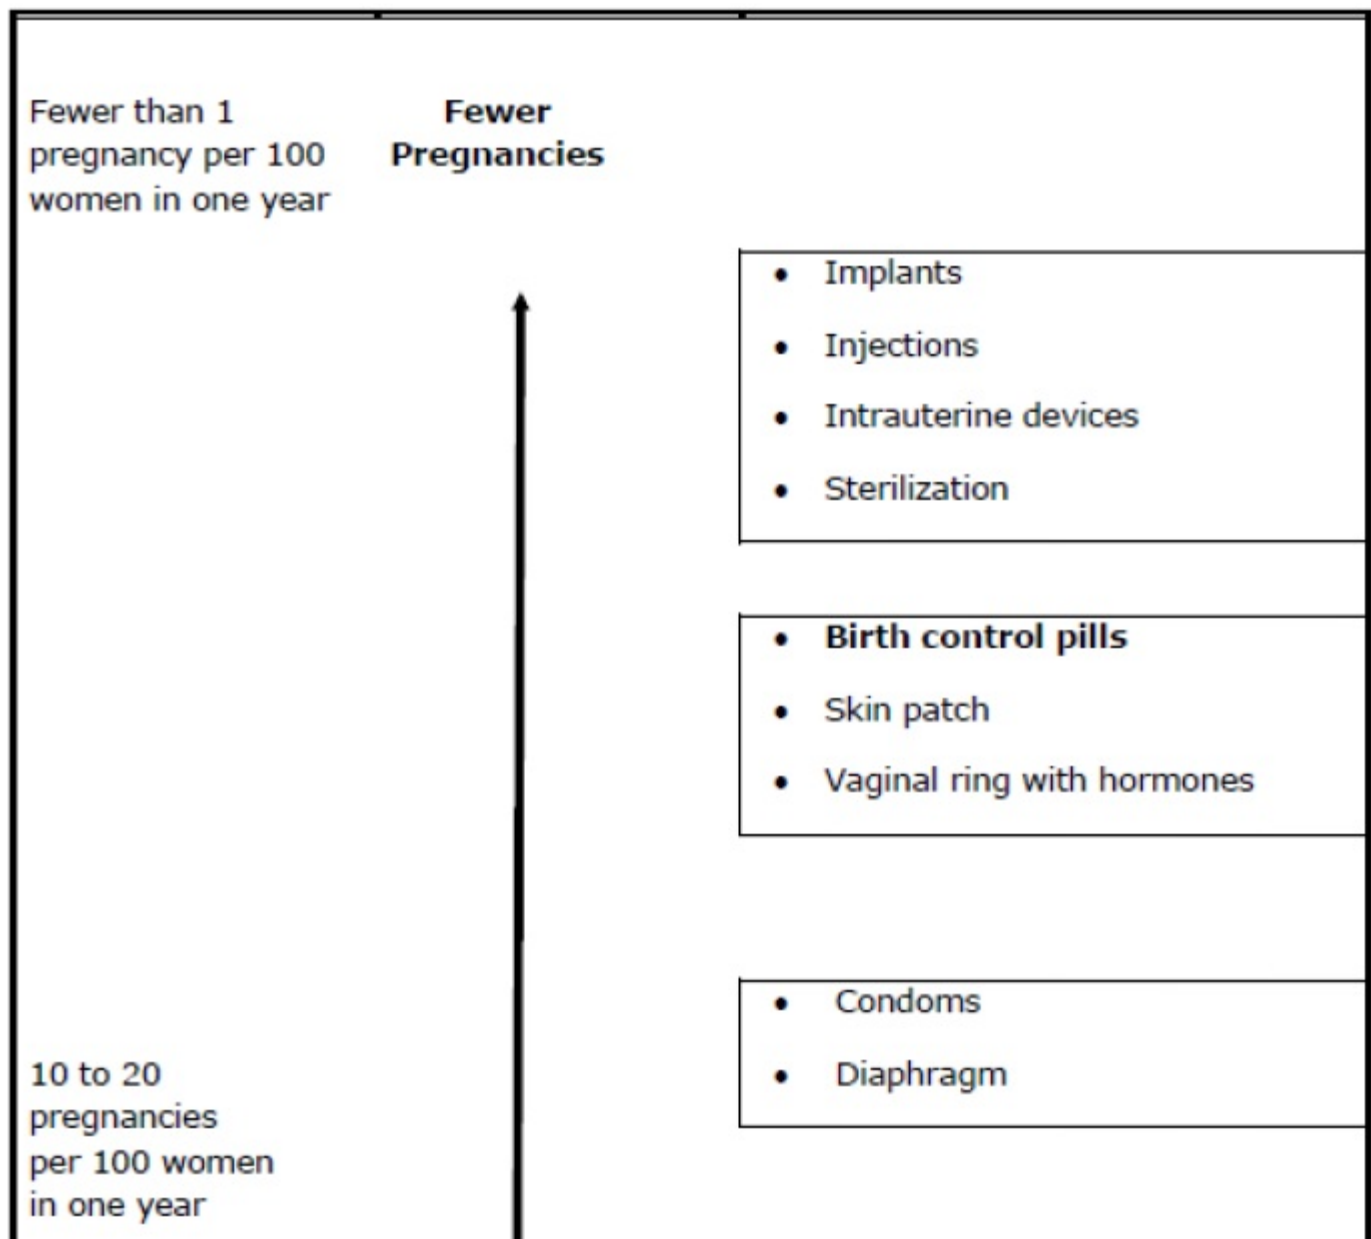 Fewer than 1
pregnancy per 100
women in one year
Fewer
Pregnancies
• Implants
• Injections
• Intrauterine devices
• Sterilization
• Birth control pills
• Skin patch
• Vaginal ring with hormones
• Condoms
• Diaphragm
10 to 20
pregnancies
per 100 women
in one year